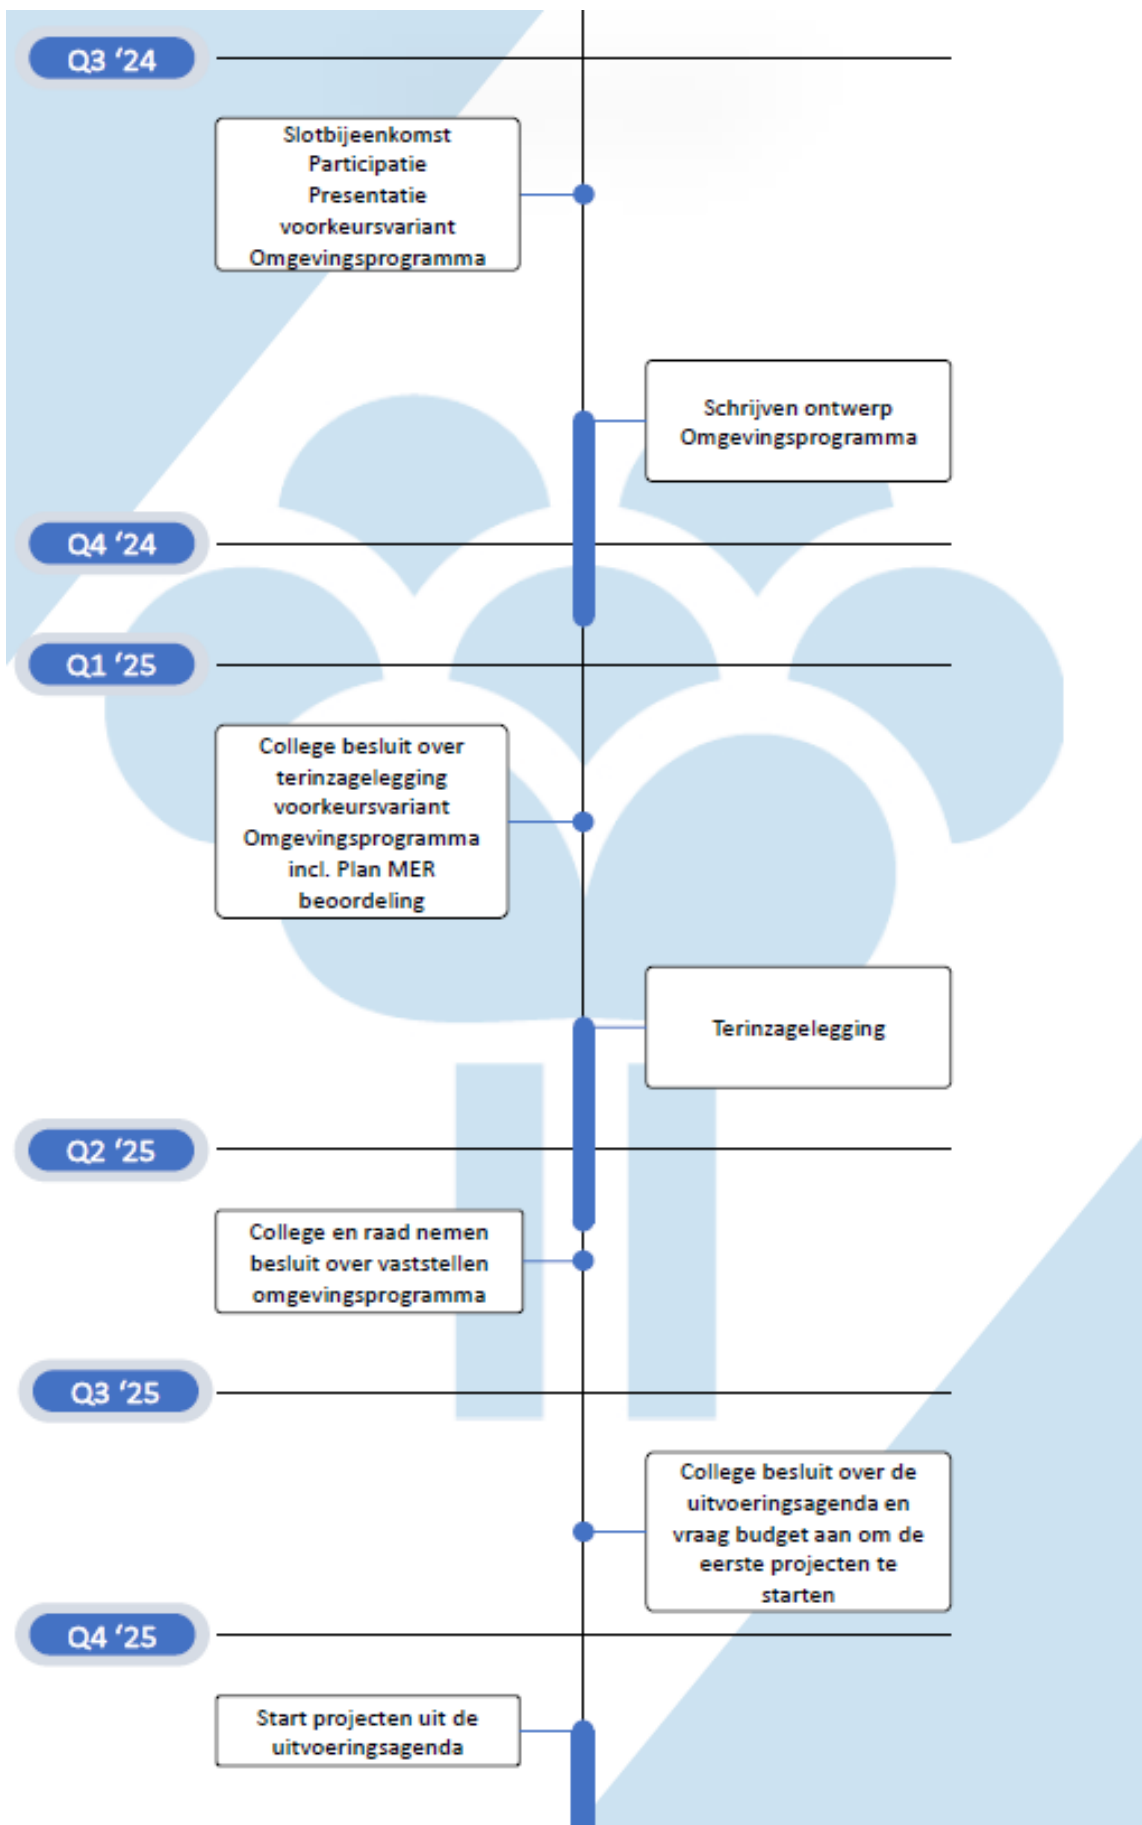 Q3 ‘24
Slotbijeenkomst
Participatie
Presentatie
voorkeursvariant
Omgevingsprogramma
Schrijven ontwerp
Omgevingsprogramma
Q4 ‘24
Q1 ‘25
College besluit over
terinzagelegging
voorkeursvariant
Omgevingsprogramma
incl. Plan MER
beoordeling
Terinzagelegging
Q2 ‘25
College en raad nemen
besluit over vaststellen
omgevingsprogramma
Q3 ‘25
College besluit over de
uitvoeringsagenda en
vraag budget aan om de
eerste projecten te
starten
Q4 ‘25
Start projecten uit de
uitvoeringsagenda